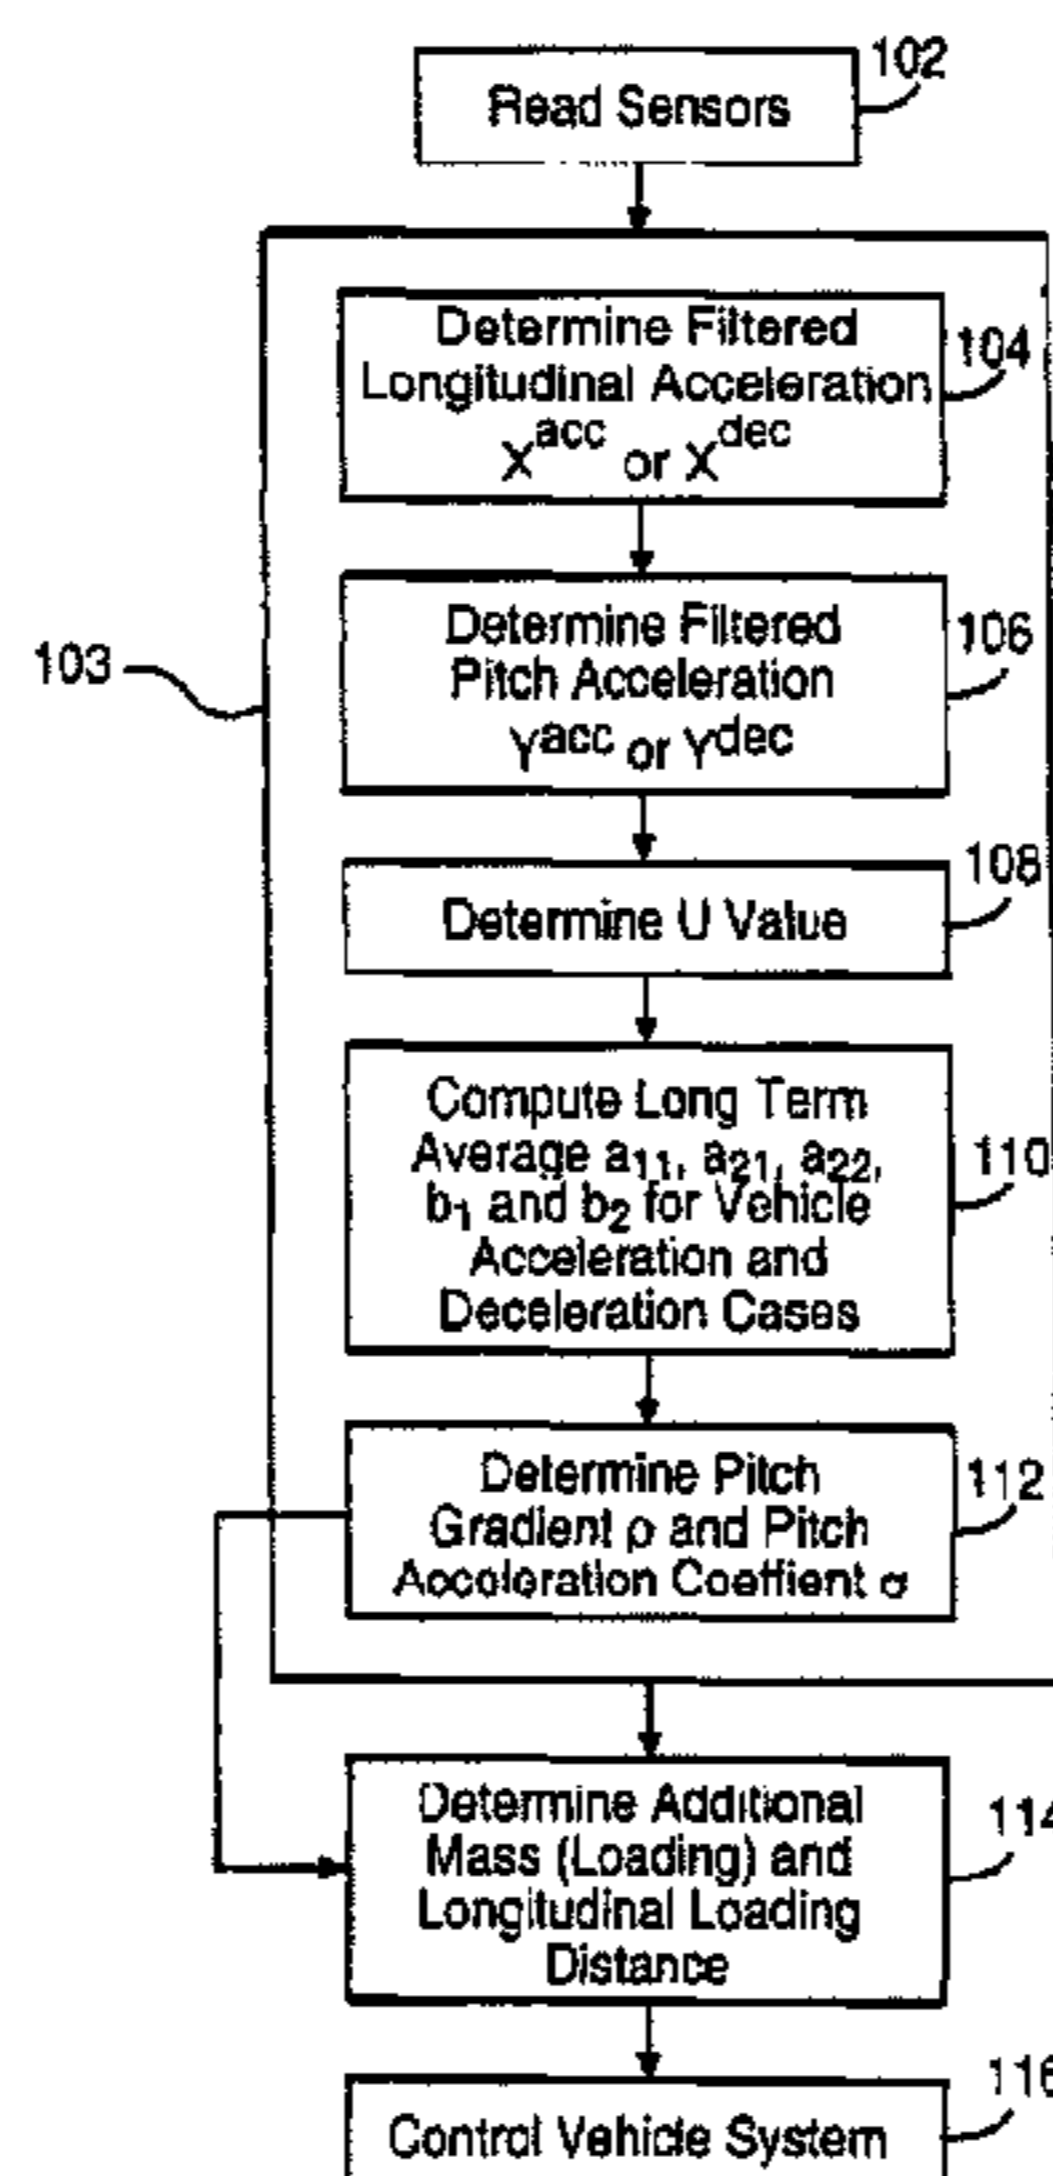 102
Read Sensors
Determine Filtered
Longitudinal Acceleration
X^acc or X^dec
104
103
Determine Filtered
Pitch Acceleration
Y^acc or Y^dec
106
Determine U Value
108
Compute Long Term
Average a₁₁, a₂₁, a₂₂,
b₁ and b₂ for Vehicle
Acceleration and
Deceleration Cases
110
Determine Pitch
Gradient ρ and Pitch
Acceleration Coeffient σ
112
Determine Additional
Mass (Loading) and
Longitudinal Loading
Distance
114
Control Vehicle System
116